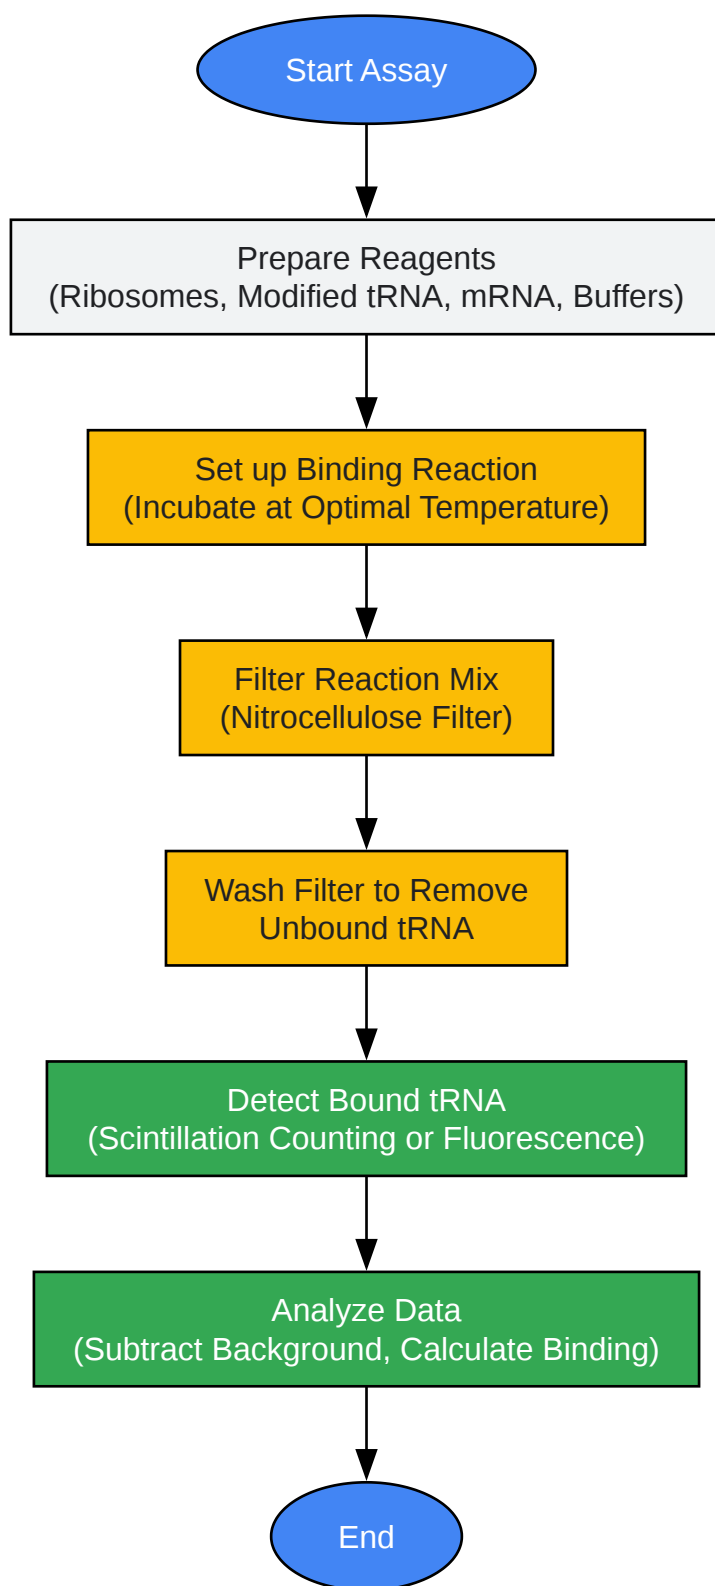 Start Assay
Prepare Reagents
(Ribosomes, Modified tRNA, mRNA, Buffers)
Set up Binding Reaction
(Incubate at Optimal Temperature)
Filter Reaction Mix
(Nitrocellulose Filter)
Wash Filter to Remove
Unbound tRNA
Detect Bound tRNA
(Scintillation Counting or Fluorescence)
Analyze Data
(Subtract Background, Calculate Binding)
End